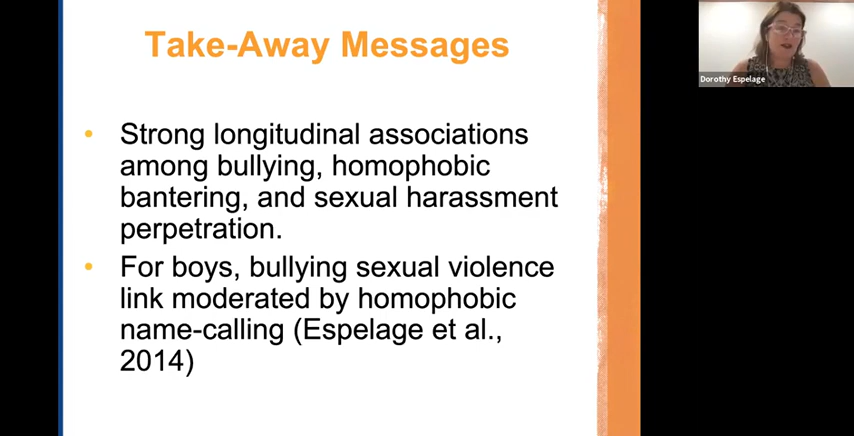 Take-Away Messages
• Strong longitudinal associations
among bullying, homophobic
bantering, and sexual harassment
perpetration.
• For boys, bullying sexual violence
link moderated by homophobic
name-calling (Espelage et al.,
2014)
Dorothy Espelage